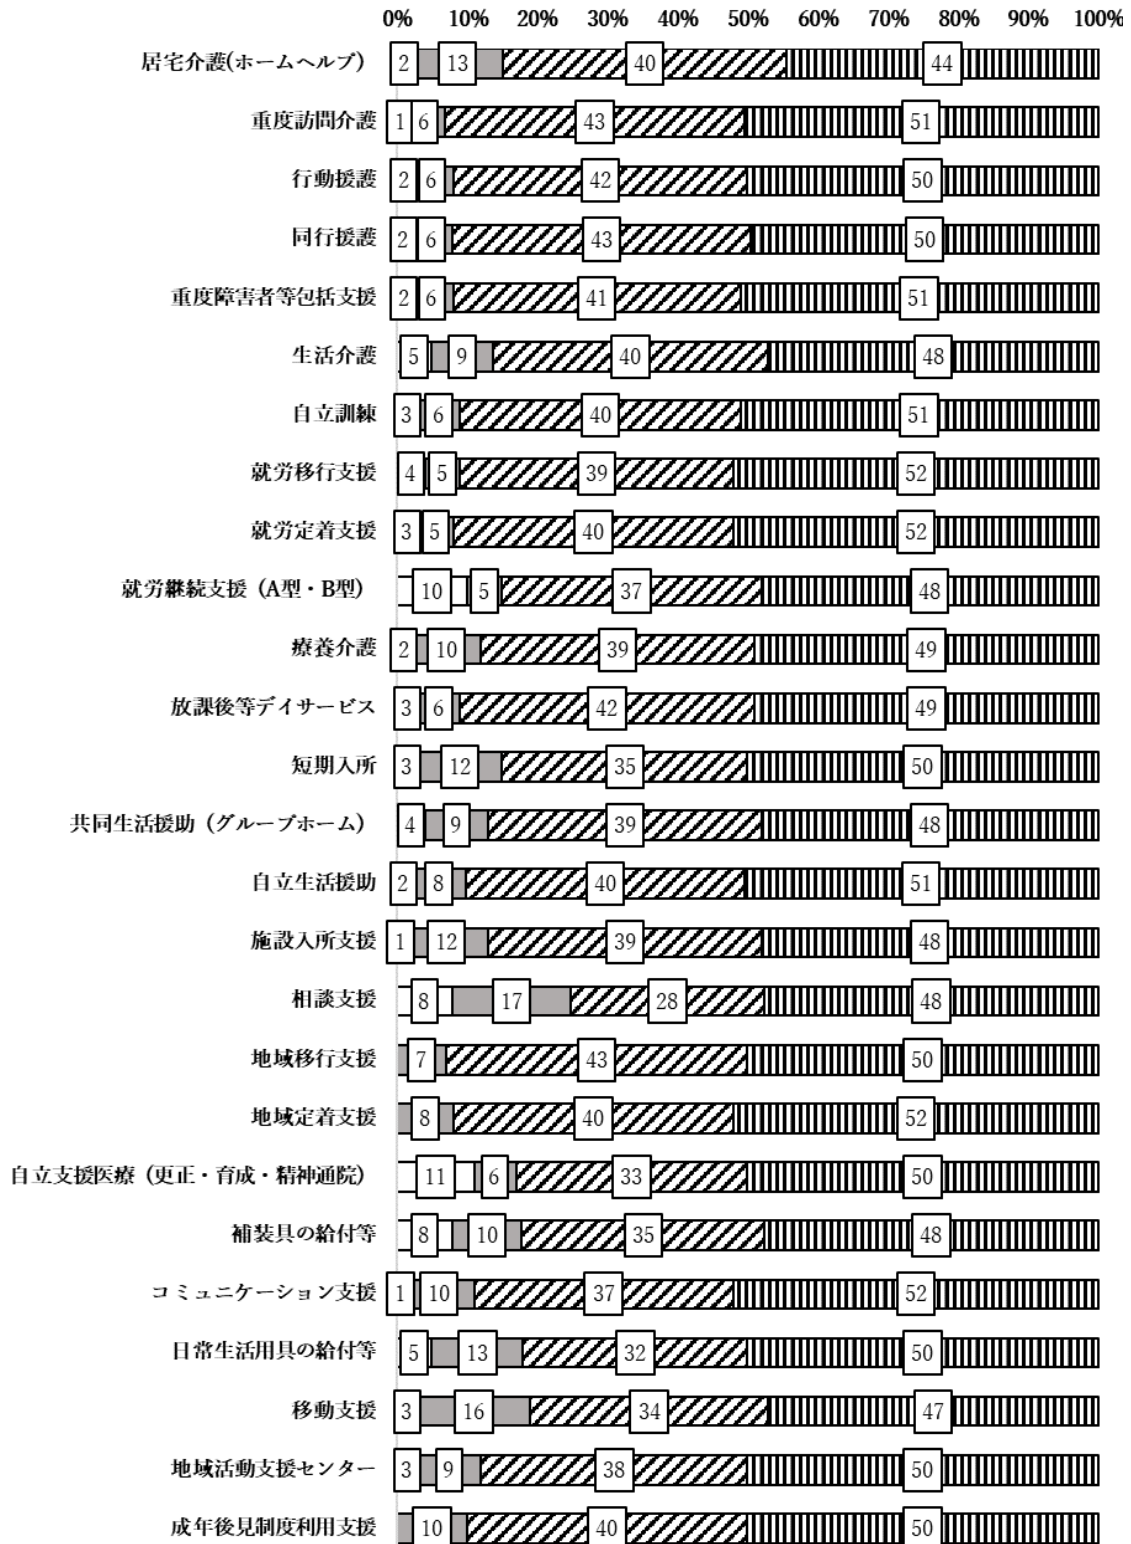 0% 10% 20% 30% 40% 50% 60% 70% 80% 90% 100%
居宅介護(ホームヘルプ) 2 13 40 44
重度訪問介護 1 6 43 51
行動援護 2 6 42 50
同行援護 2 6 43 50
重度障害者等包括支援 2 6 41 51
生活介護 5 9 40 48
自立訓練 3 6 40 51
就労移行支援 4 5 39 52
就労定着支援 3 5 40 52
就労継続支援（A型・B型） 10 5 37 48
療養介護 2 10 39 49
放課後等デイサービス 3 6 42 49
短期入所 3 12 35 50
共同生活援助（グループホーム） 4 9 39 48
自立生活援助 2 8 40 51
施設入所支援 1 12 39 48
相談支援 8 17 28 48
地域移行支援 7 43 50
地域定着支援 8 40 52
自立支援医療（更正・育成・精神通院） 11 6 33 50
補装具の給付等 8 10 35 48
コミュニケーション支援 1 10 37 52
日常生活用具の給付等 5 13 32 50
移動支援 3 16 34 47
地域活動支援センター 3 9 38 50
成年後見制度利用支援 10 40 50